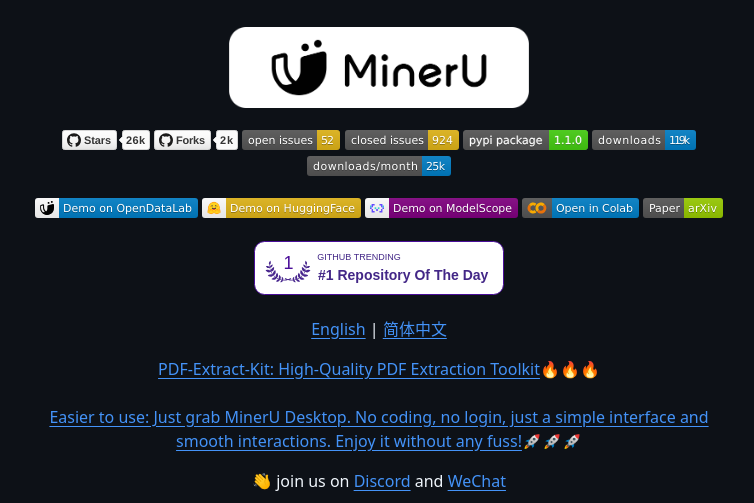 MinerU
Stars 26k Forks 2k open issues 52 closed issues 924 pypi package 1.1.0 downloads 119k
downloads/month 25k
Demo on OpenDataLab Demo on HuggingFace Demo on ModelScope Open in Colab Paper arXiv
1 GITHUB TRENDING
#1 Repository Of The Day
English | 简体中文
PDF-Extract-Kit: High-Quality PDF Extraction Toolkit🔥🔥🔥
Easier to use: Just grab MinerU Desktop. No coding, no login, just a simple interface and
smooth interactions. Enjoy it without any fuss!🚀🚀🚀
👋 join us on Discord and WeChat